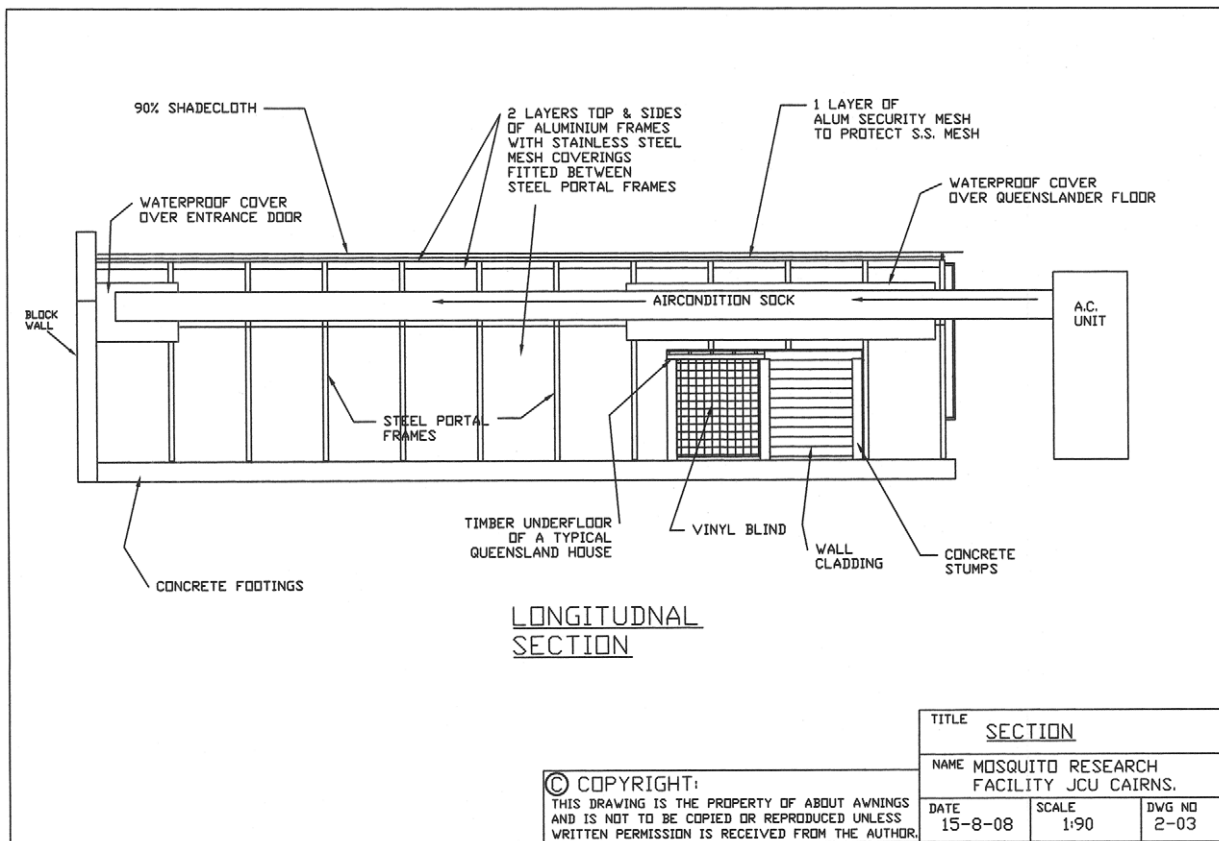 90% SHADECLOTH
2 LAYERS TOP & SIDES
OF ALUMINIUM FRAMES
WITH STAINLESS STEEL
MESH COVERINGS
FITTED BETWEEN
STEEL PORTAL FRAMES
1 LAYER OF
ALUM SECURITY MESH
TO PROTECT S.S. MESH
WATERPROOF COVER
OVER ENTRANCE DOOR
WATERPROOF COVER
OVER QUEENSLANDER FLOOR
BLOCK
WALL
AIRCONDITION SOCK
A.C.
UNIT
STEEL PORTAL
FRAMES
TIMBER UNDERFLOOR
OF A TYPICAL
QUEENSLAND HOUSE
VINYL BLIND
WALL
CLADDING
CONCRETE
STUMPS
CONCRETE FOOTINGS
LONGITUDNAL
SECTION
© COPYRIGHT:
THIS DRAWING IS THE PROPERTY OF ABOUT AWNINGS
AND IS NOT TO BE COPIED OR REPRODUCED UNLESS
WRITTEN PERMISSION IS RECEIVED FROM THE AUTHOR.
TITLE SECTION
NAME MOSQUITO RESEARCH
FACILITY JCU CAIRNS.
DATE
15-8-08
SCALE
1:90
DWG NO
2-03